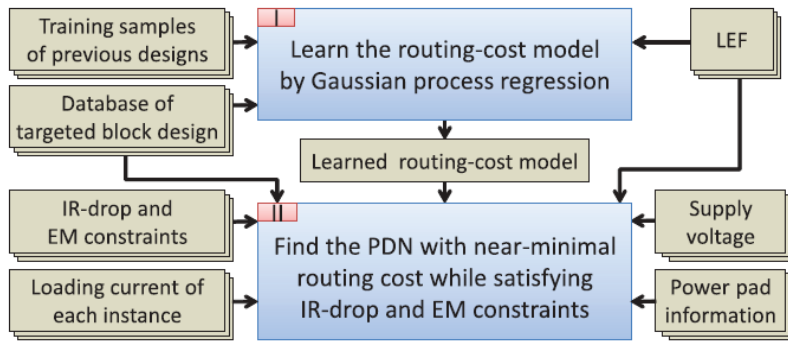 Training samples
of previous designs
I
Learn the routing-cost model
by Gaussian process regression
LEF
Database of
targeted block design
Learned routing-cost model
IR-drop and
EM constraints
II
Find the PDN with near-minimal
routing cost while satisfying
IR-drop and EM constraints
Supply
voltage
Loading current of
each instance
Power pad
information